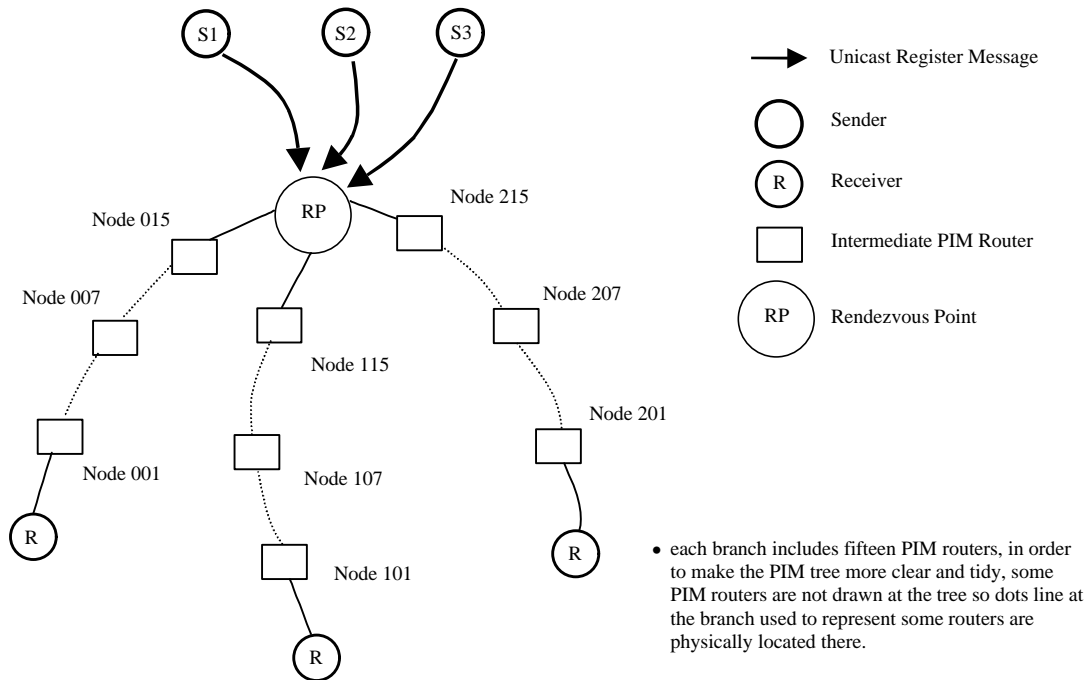 S1
S2
S3
Unicast Register Message
Sender
R
Receiver
Node 215
RP
Node 015
Intermediate PIM Router
Node 007
Node 207
RP
Rendezvous Point
Node 115
Node 201
Node 001
Node 107
R
R
Node 101
R
• each branch includes fifteen PIM routers, in order
to make the PIM tree more clear and tidy, some
PIM routers are not drawn at the tree so dots line at
the branch used to represent some routers are
physically located there.